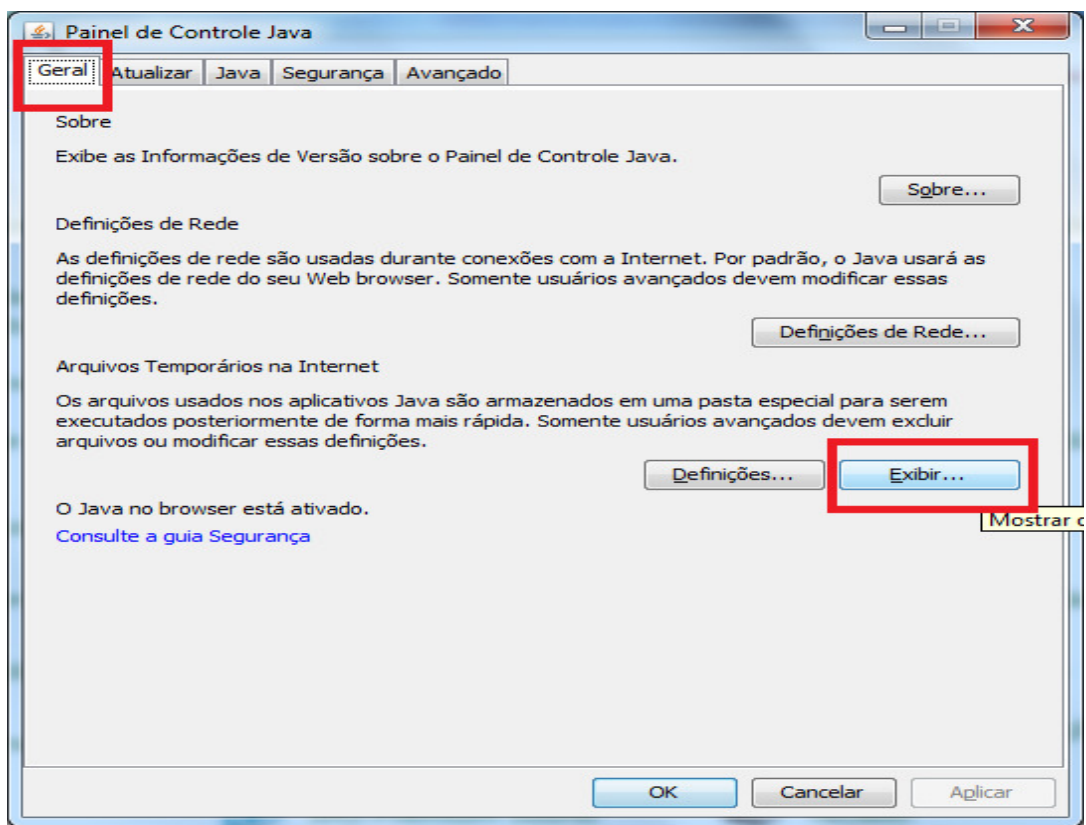 Painel de Controle Java
Geral Atualizar Java Segurança Avançado
Sobre
Exibe as Informações de Versão sobre o Painel de Controle Java.
Sobre...
Definições de Rede
As definições de rede são usadas durante conexões com a Internet. Por padrão, o Java usará as
definições de rede do seu Web browser. Somente usuários avançados devem modificar essas
definições.
Definições de Rede...
Arquivos Temporários na Internet
Os arquivos usados nos aplicativos Java são armazenados em uma pasta especial para serem
executados posteriormente de forma mais rápida. Somente usuários avançados devem excluir
arquivos ou modificar essas definições.
Definições... Exibir...
O Java no browser está ativado.
Mostrar
Consulte a guia Segurança
OK Cancelar Aplicar